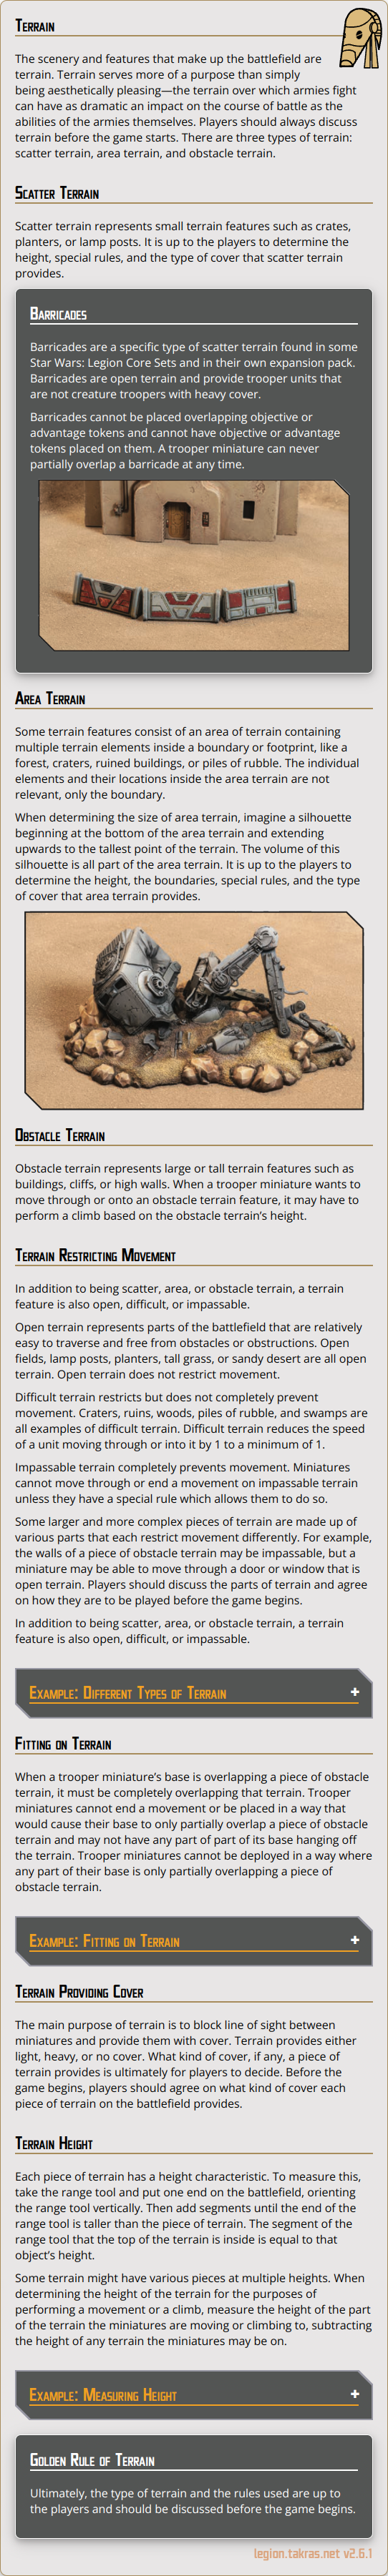 Terrain
The scenery and features that make up the battlefield are
terrain. Terrain serves more of a purpose than simply
being aesthetically pleasing—the terrain over which armies fight
can have as dramatic an impact on the course of battle as the
abilities of the armies themselves. Players should always discuss
terrain before the game starts. There are three types of terrain:
scatter terrain, area terrain, and obstacle terrain.
Scatter Terrain
Scatter terrain represents small terrain features such as crates,
planters, or lamp posts. It is up to the players to determine the
height, special rules, and the type of cover that scatter terrain
provides.
Barricades
Barricades are a specific type of scatter terrain found in some
Star Wars: Legion Core Sets and in their own expansion pack.
Barricades are open terrain and provide trooper units that
are not creature troopers with heavy cover.
Barricades cannot be placed overlapping objective or
advantage tokens and cannot have objective or advantage
tokens placed on them. A trooper miniature can never
partially overlap a barricade at any time.
Area Terrain
Some terrain features consist of an area of terrain containing
multiple terrain elements inside a boundary or footprint, like a
forest, craters, ruined buildings, or piles of rubble. The individual
elements and their locations inside the area terrain are not
relevant, only the boundary.
When determining the size of area terrain, imagine a silhouette
beginning at the bottom of the area terrain and extending
upwards to the tallest point of the terrain. The volume of this
silhouette is all part of the area terrain. It is up to the players to
determine the height, the boundaries, special rules, and the type
of cover that area terrain provides.
Obstacle Terrain
Obstacle terrain represents large or tall terrain features such as
buildings, cliffs, or high walls. When a trooper miniature wants to
move through or onto an obstacle terrain feature, it may have to
perform a climb based on the obstacle terrain's height.
Terrain Restricting Movement
In addition to being scatter, area, or obstacle terrain, a terrain
feature is also open, difficult, or impassable.
Open terrain represents parts of the battlefield that are relatively
easy to traverse and free from obstacles or obstructions. Open
fields, lamp posts, planters, tall grass, or sandy desert are all open
terrain. Open terrain does not restrict movement.
Difficult terrain restricts but does not completely prevent
movement. Craters, ruins, woods, piles of rubble, and swamps are
all examples of difficult terrain. Difficult terrain reduces the speed
of a unit moving through or into it by 1 to a minimum of 1.
Impassable terrain completely prevents movement. Miniatures
cannot move through or end a movement on impassable terrain
unless they have a special rule which allows them to do so.
Some larger and more complex pieces of terrain are made up of
various parts that each restrict movement differently. For example,
the walls of a piece of obstacle terrain may be impassable, but a
miniature may be able to move through a door or window that is
open terrain. Players should discuss the parts of terrain and agree
on how they are to be played before the game begins.
In addition to being scatter, area, or obstacle terrain, a terrain
feature is also open, difficult, or impassable.
Example: Different Types of Terrain +
Fitting on Terrain
When a trooper miniature's base is overlapping a piece of obstacle
terrain, it must be completely overlapping that terrain. Trooper
miniatures cannot end a movement or be placed in a way that
would cause their base to only partially overlap a piece of obstacle
terrain and may not have any part of part of its base hanging off
the terrain. Trooper miniatures cannot be deployed in a way where
any part of their base is only partially overlapping a piece of
obstacle terrain.
Example: Fitting on Terrain +
Terrain Providing Cover
The main purpose of terrain is to block line of sight between
miniatures and provide them with cover. Terrain provides either
light, heavy, or no cover. What kind of cover, if any, a piece of
terrain provides is ultimately for players to decide. Before the
game begins, players should agree on what kind of cover each
piece of terrain on the battlefield provides.
Terrain Height
Each piece of terrain has a height characteristic. To measure this,
take the range tool and put one end on the battlefield, orienting
the range tool vertically. Then add segments until the end of the
range tool is taller than the piece of terrain. The segment of the
range tool that the top of the terrain is inside is equal to that
object's height.
Some terrain might have various pieces at multiple heights. When
determining the height of the terrain for the purposes of
performing a movement or a climb, measure the height of the part
of the terrain the miniatures are moving or climbing to, subtracting
the height of any terrain the miniatures may be on.
Example: Measuring Height +
Golden Rule of Terrain
Ultimately, the type of terrain and the rules used are up to
the players and should be discussed before the game begins.
legion.takras.net v2.6.1